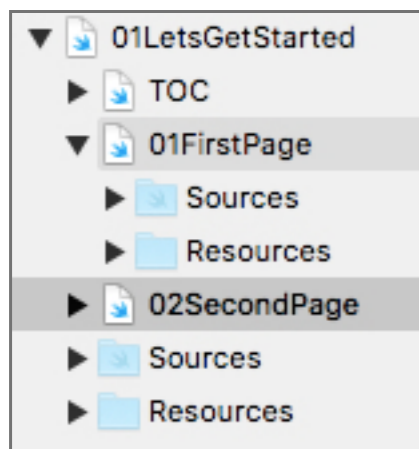 01LetsGetStarted
TOC
01FirstPage
Sources
Resources
02SecondPage
Sources
Resources